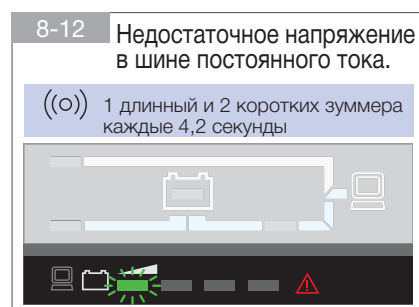 8-12
Недостаточное напряжение
в шине постоянного тока.
1 длинный и 2 коротких зуммера
каждые 4,2 секунды